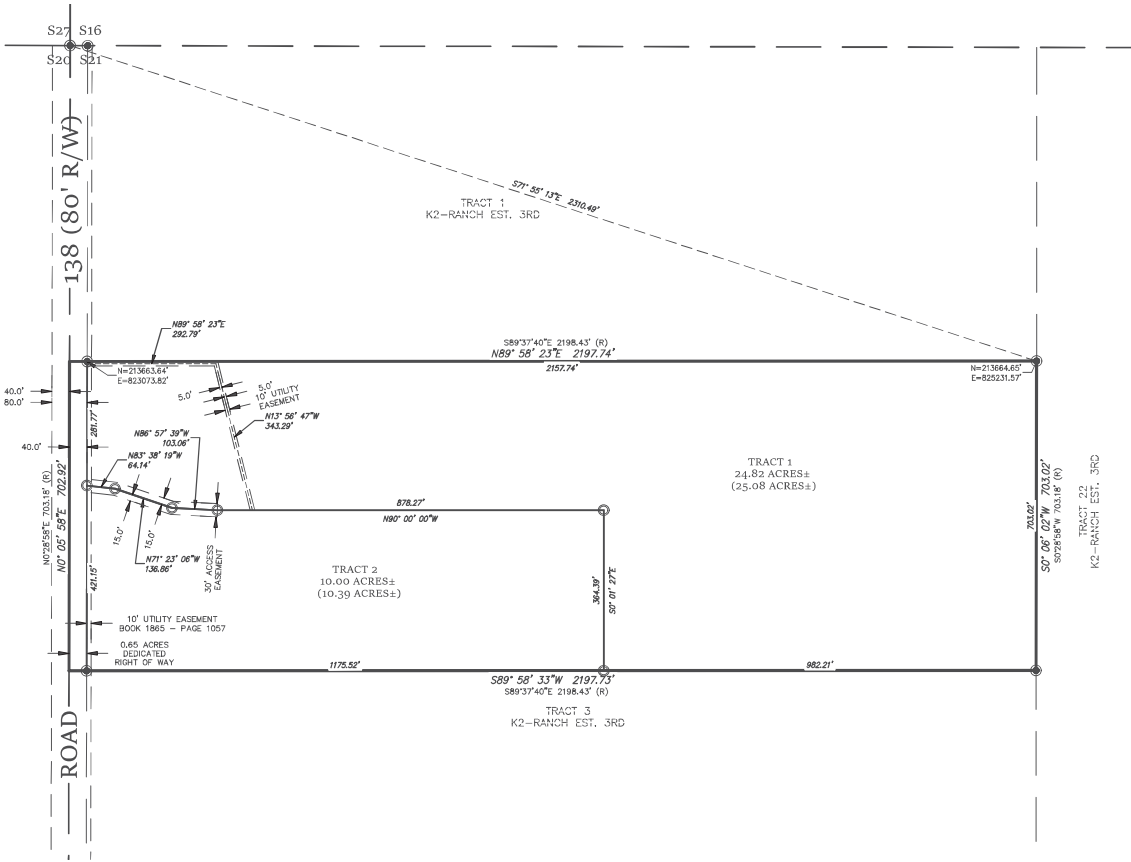 S27 S16
S20 S21
138 (80' R/W)
S71° 55' 13"E 2310.49'
TRACT 1
K2-RANCH EST. 3RD
N89° 58' 23"E
292.79'
S89°37'40"E 2198.43' (R)
N89° 58' 23"E 2197.74'
2157.74'
N=213663.64'
E=823073.82'
N=213664.65'
E=825231.57'
40.0'
80.0'
40.0'
5.0'
5.0'
10' UTILITY
EASEMENT
N13° 56' 47"W
343.29'
281.77'
N86° 57' 39"W
103.06'
N83° 38' 19"W
64.14'
N0°28'58"E 703.18' (R)
N0° 05' 58"E 702.92'
15.0'
15.0'
N71° 23' 06"W
136.86'
30' ACCESS
EASEMENT
878.27'
N90° 00' 00"W
TRACT 1
24.82 ACRES±
(25.08 ACRES±)
703.02'
S0° 06' 02"W 703.02'
S0°28'58"W 703.18' (R)
TRACT 22
K2-RANCH EST. 3RD
421.15'
TRACT 2
10.00 ACRES±
(10.39 ACRES±)
364.39'
S0° 01' 27"E
10' UTILITY EASEMENT
BOOK 1865 - PAGE 1057
0.65 ACRES
DEDICATED
RIGHT OF WAY
1175.52'
982.21'
S89° 58' 33"W 2197.73'
S89°37'40"E 2198.43' (R)
TRACT 3
K2-RANCH EST. 3RD
ROAD